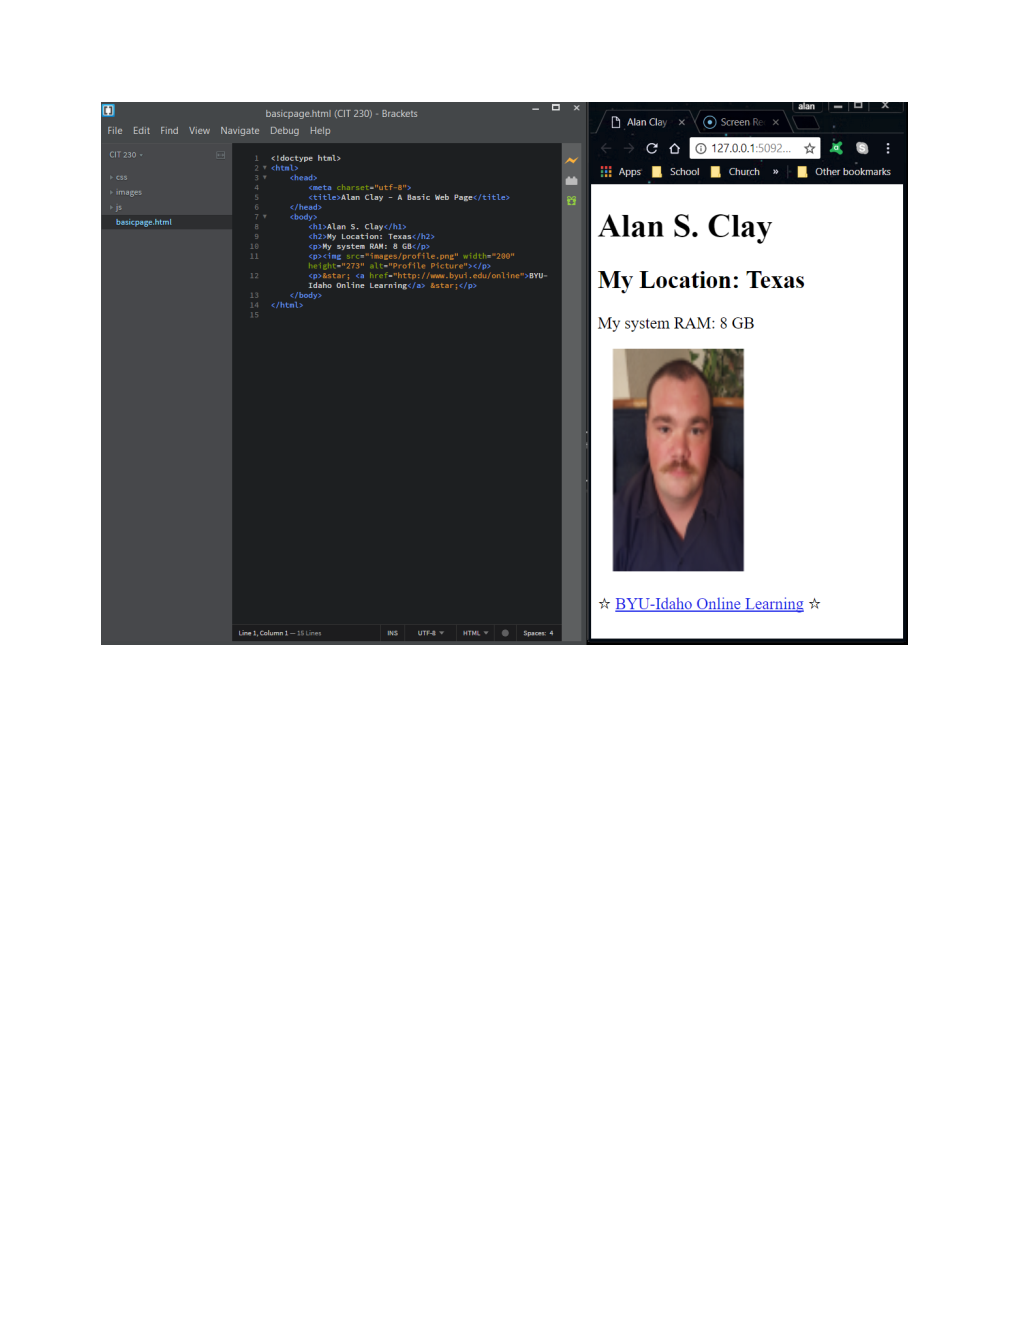 basicpage.html (CIT 230) - Brackets
File Edit Find View Navigate Debug Help
CIT 230
css
images
js
basicpage.html
1 <!doctype html>
2 <html>
3 <head>
4 <meta charset="utf-8">
5 <title>Alan Clay - A Basic Web Page</title>
6 </head>
7 <body>
8 <h1>Alan S. Clay</h1>
9 <h2>My Location: Texas</h2>
10 <p>My system RAM: 8 GB</p>
11 <p><img src="images/profile.png" width="200"
height="273" alt="Profile Picture"></p>
12 <p>&star; <a href="http://www.byui.edu/online">BYU-
Idaho Online Learning</a> &star;</p>
13 </body>
14 </html>
15
Line 1, Column 1 — 15 Lines INS UTF-8 HTML Spaces: 4
alan
Alan Clay Screen Re
127.0.0.1:5092...
Apps School Church » Other bookmarks
Alan S. Clay
My Location: Texas
My system RAM: 8 GB
☆ BYU-Idaho Online Learning ☆